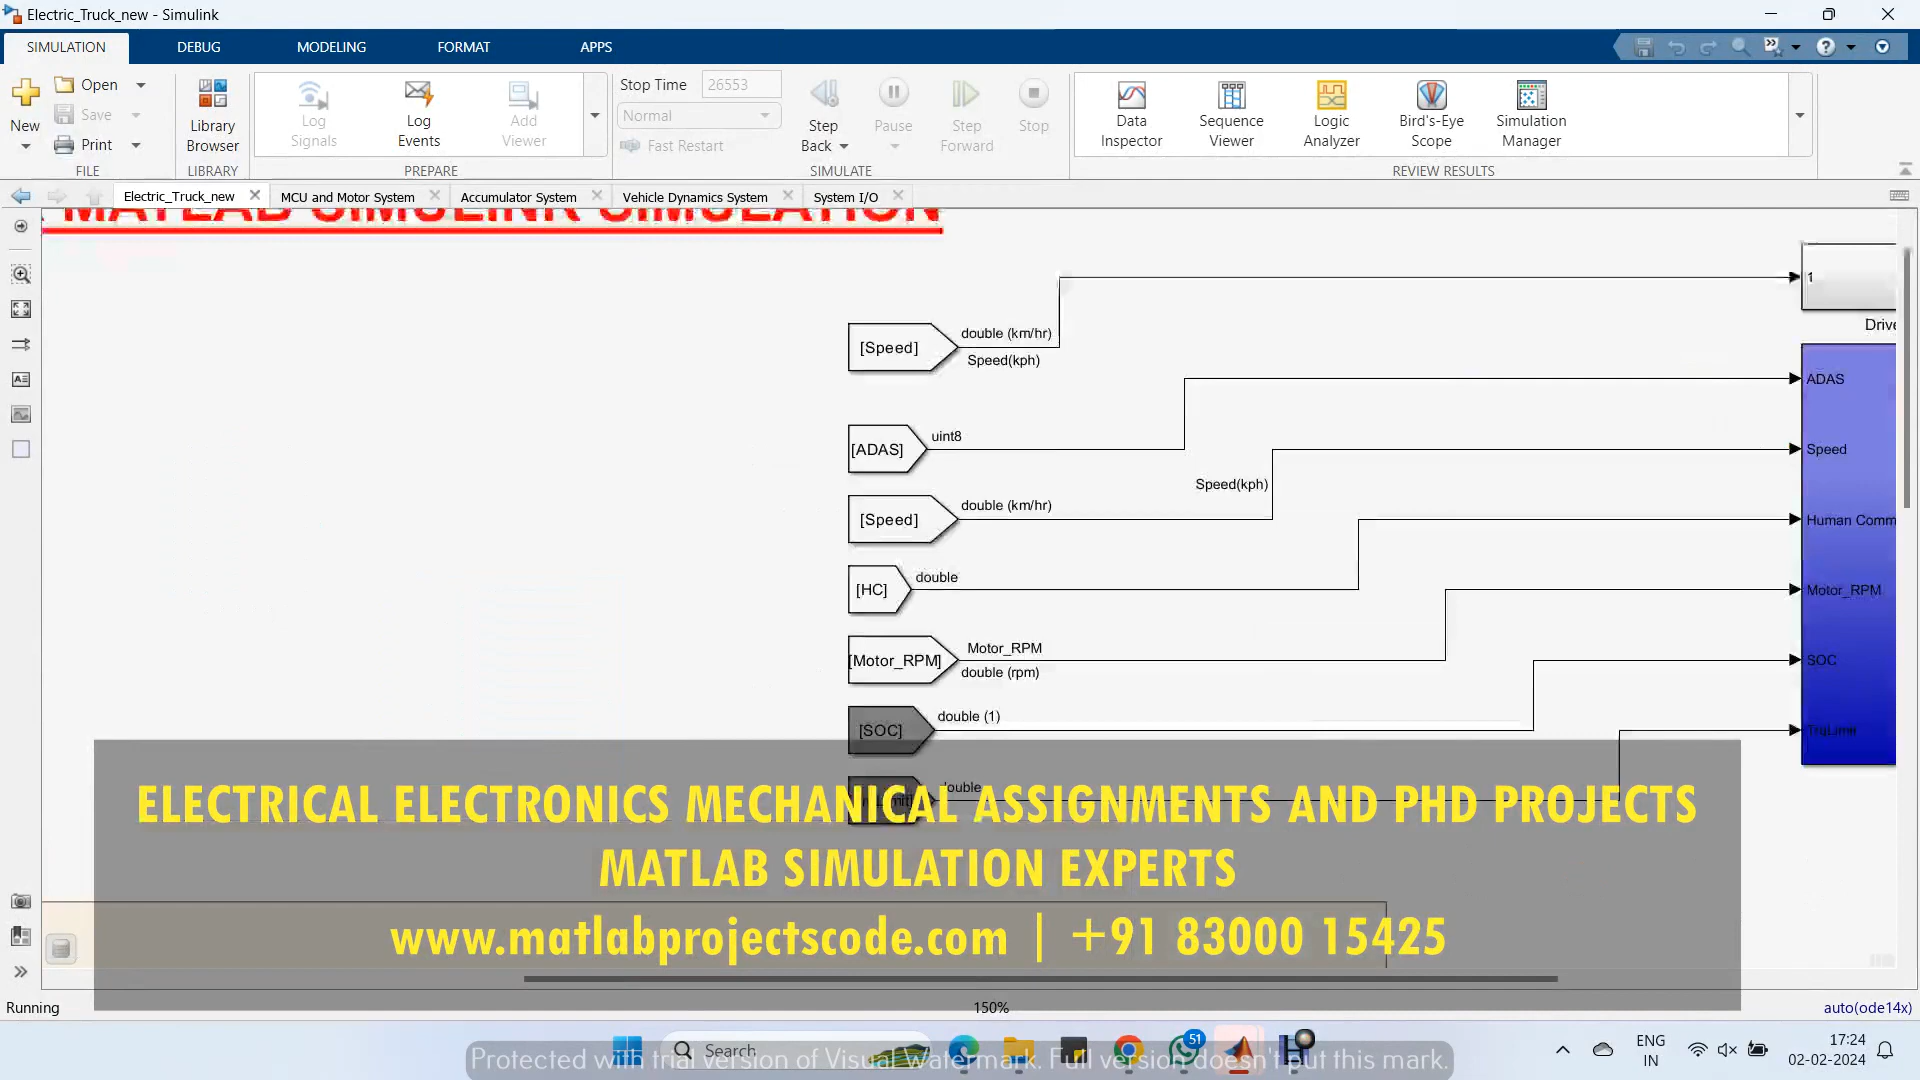 Electric_Truck_new - Simulink
SIMULATION DEBUG MODELING FORMAT APPS
New Open Save Print
FILE
Library Browser
LIBRARY
Log Signals
Log Events
Add Viewer
PREPARE
Stop Time 26553
Normal
Fast Restart
Step Back
Pause
Step Forward
Stop
SIMULATE
Data Inspector
Sequence Viewer
Logic Analyzer
Bird's-Eye Scope
Simulation Manager
REVIEW RESULTS
Electric_Truck_new MCU and Motor System Accumulator System Vehicle Dynamics System System I/O
MATLAB SIMULINK SIMULATION
1
[Speed] double (km/hr)
Speed(kph)
Drive
[ADAS] uint8
ADAS
[Speed] double (km/hr)
Speed(kph)
Speed
[HC] double
Human Comm
[Motor_RPM] Motor_RPM
double (rpm)
Motor_RPM
[SOC] double (1)
SOC
double
TrqLimit
ELECTRICAL ELECTRONICS MECHANICAL ASSIGNMENTS AND PHD PROJECTS
MATLAB SIMULATION EXPERTS
www.matlabprojectscode.com | +91 83000 15425
Running 150% auto(ode14x)
Search
51
ENG
IN
17:24
02-02-2024
Protected with trial version of Visual Watermark. Full version doesn't put this mark.